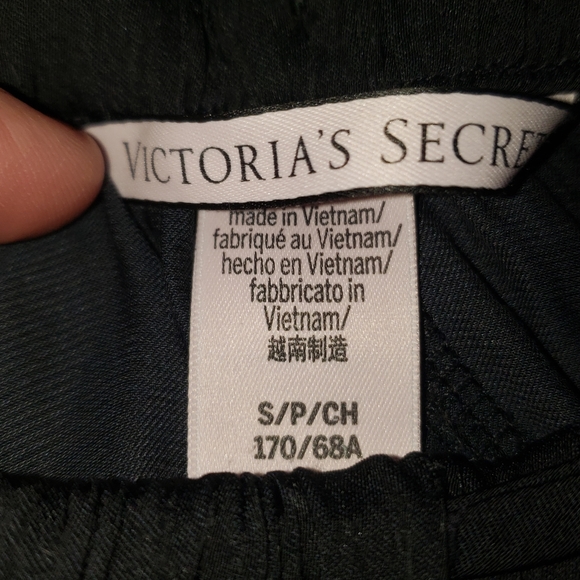 VICTORIA'S SECRE
made in Vietnam/
fabriqué au Vietnam/
hecho en Vietnam/
fabbricato in
Vietnam/
越南制造
S/P/CH
170/68A